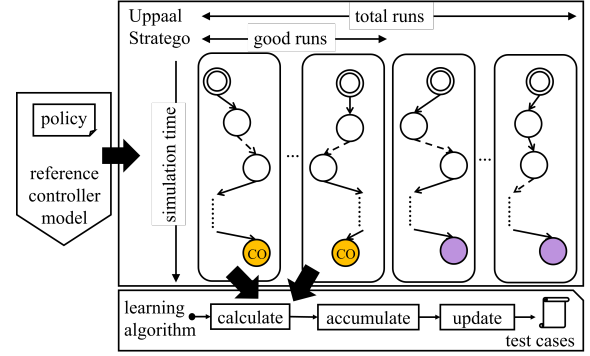 Uppaal
Stratego
total runs
good runs
policy
reference
controller
model
simulation time
...
...
CO
CO
learning
algorithm
calculate
accumulate
update
test cases